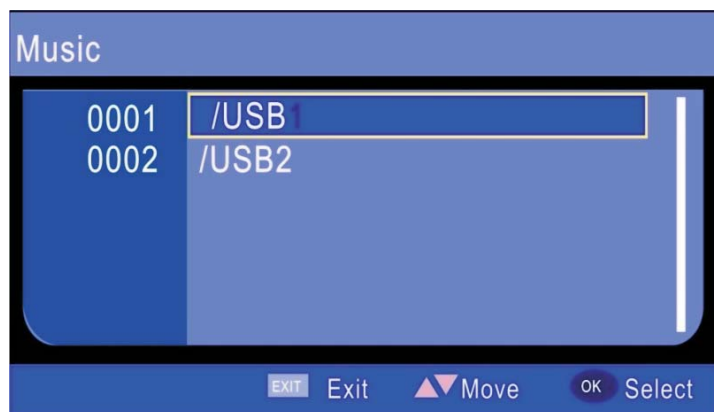 Music
0001 /USB1
0002 /USB2
EXIT Exit Move OK Select